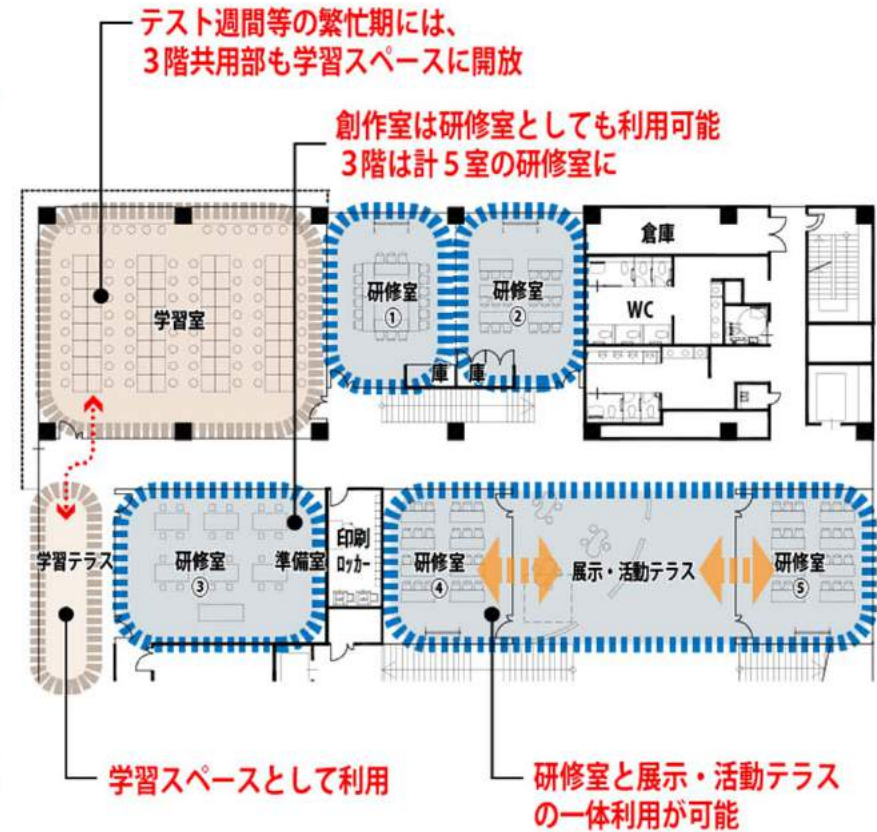 テスト週間等の繁忙期には、
３階共用部も学習スペースに開放
創作室は研修室としても利用可能
３階は計５室の研修室に
学習室
研修室
①
研修室
②
倉庫
WC
庫
庫
学習テラス
研修室
③
準備室
印刷
ロッカー
研修室
④
展示・活動テラス
研修室
⑤
学習スペースとして利用
研修室と展示・活動テラス
の一体利用が可能